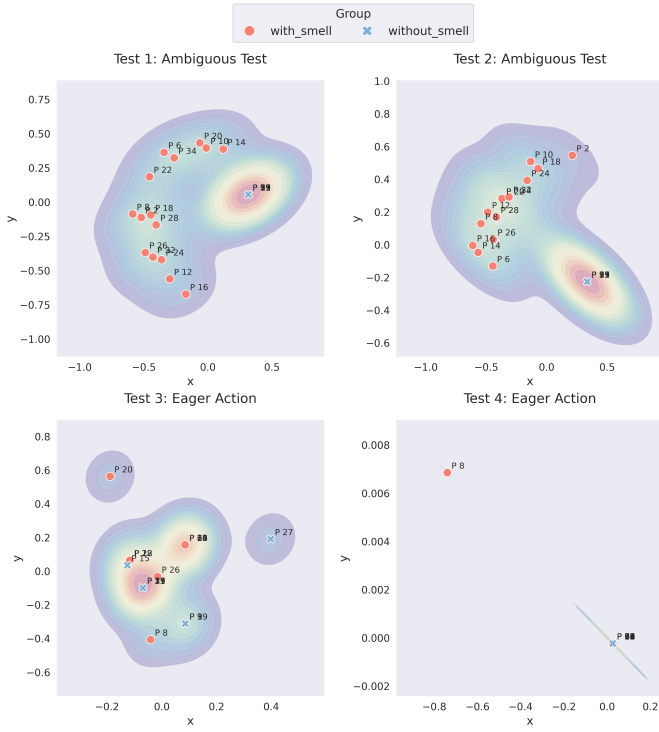 Group
with_smell without_smell
Test 1: Ambiguous Test
0.75
0.50
0.25
0.00
−0.25
−0.50
−0.75
−1.00
−1.0 −0.5 0.0 0.5
y
x
P 20
P 10
P 14
P 6
P 34
P 22
P 8
P 18
P 28
P 26
P 24
P 12
P 16
Test 2: Ambiguous Test
1.0
0.8
0.6
0.4
0.2
0.0
−0.2
−0.4
−0.6
−1.0 −0.5 0.0 0.5
y
x
P 2
P 10
P 18
P 24
P 12
P 28
P 8
P 26
P 16
P 14
P 6
Test 3: Eager Action
0.8
0.6
0.4
0.2
0.0
−0.2
−0.4
−0.6
−0.2 0.0 0.2 0.4
y
x
P 20
P 27
P 15
P 26
P 8
Test 4: Eager Action
0.008
0.006
0.004
0.002
0.000
−0.002
−0.8 −0.6 −0.4 −0.2 0.0 0.2
y
x
P 8